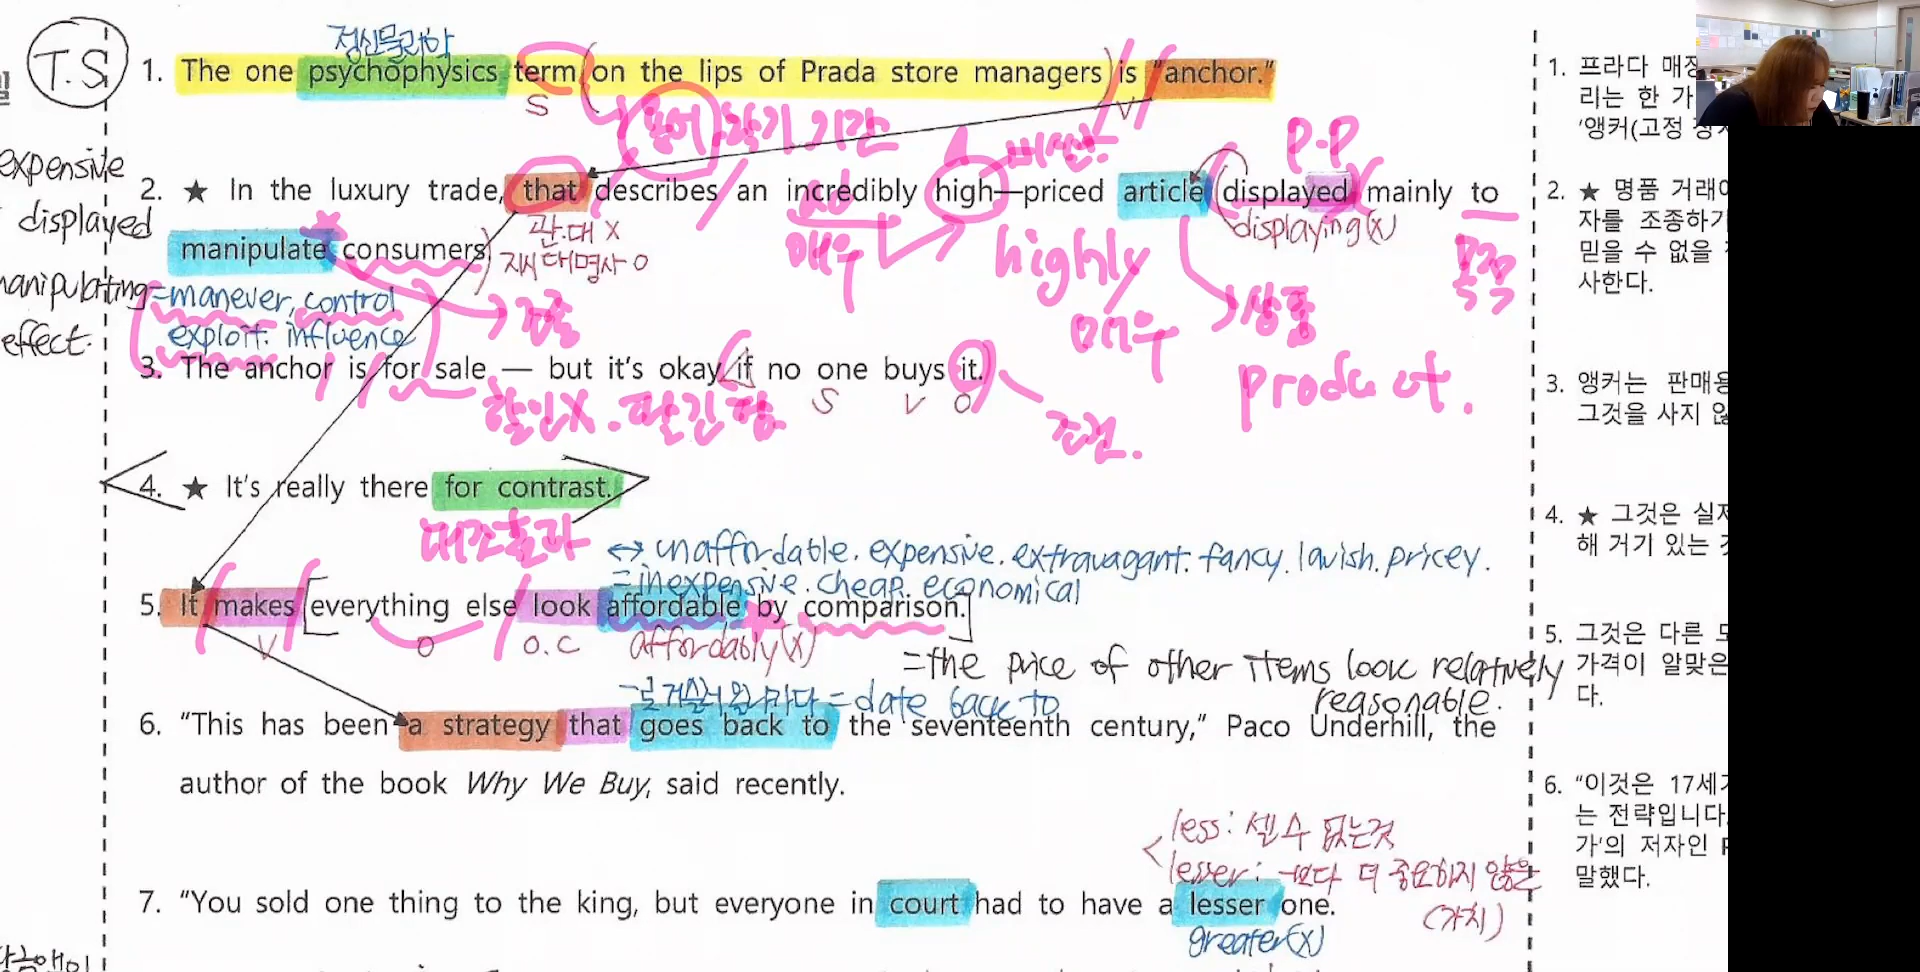 T.S
정신물리학
1. The one psychophysics term on the lips of Prada store managers is "anchor."
S
V
P.P
expensive
displayed
manipulating
effect.
2. ★ In the luxury trade, that describes an incredibly high—priced article displayed mainly to
manipulate consumers
관.대 X
지시대명사 O
displaying(x)
ad
매우
highly
매우
상품
product.
목적
=manever, control
exploit. influence
3. The anchor is for sale — but it's okay if no one buys it.
S V O
할인X.
조건.
4. ★ It's really there for contrast.
대조효과
↔ unaffordable. expensive. extravagant. fancy. lavish. pricey.
=inexpensive. cheap. economical
5. It makes everything else look affordable by comparison.
V O O.C affordably(x)
=the price of other items look relatively
reasonable.
= date back to
6. "This has been a strategy that goes back to the seventeenth century," Paco Underhill, the
author of the book Why We Buy, said recently.
less: 셀 수 없는것
lesser: ~보다 더 중요하지 않은
(가치)
7. "You sold one thing to the king, but everyone in court had to have a lesser one.
greater(x)
1. 프라다 매장
리는 한 가
'앵커(고정
2. ★ 명품 거래에
자를 조종하기
믿을 수 없을
사한다.
3. 앵커는 판매용
그것을 사지 않
4. ★ 그것은 실제
해 거기 있는 것
5. 그것은 다른 모
가격이 알맞은
다.
6. "이것은 17세기
는 전략입니다.
가'의 저자인
말했다.